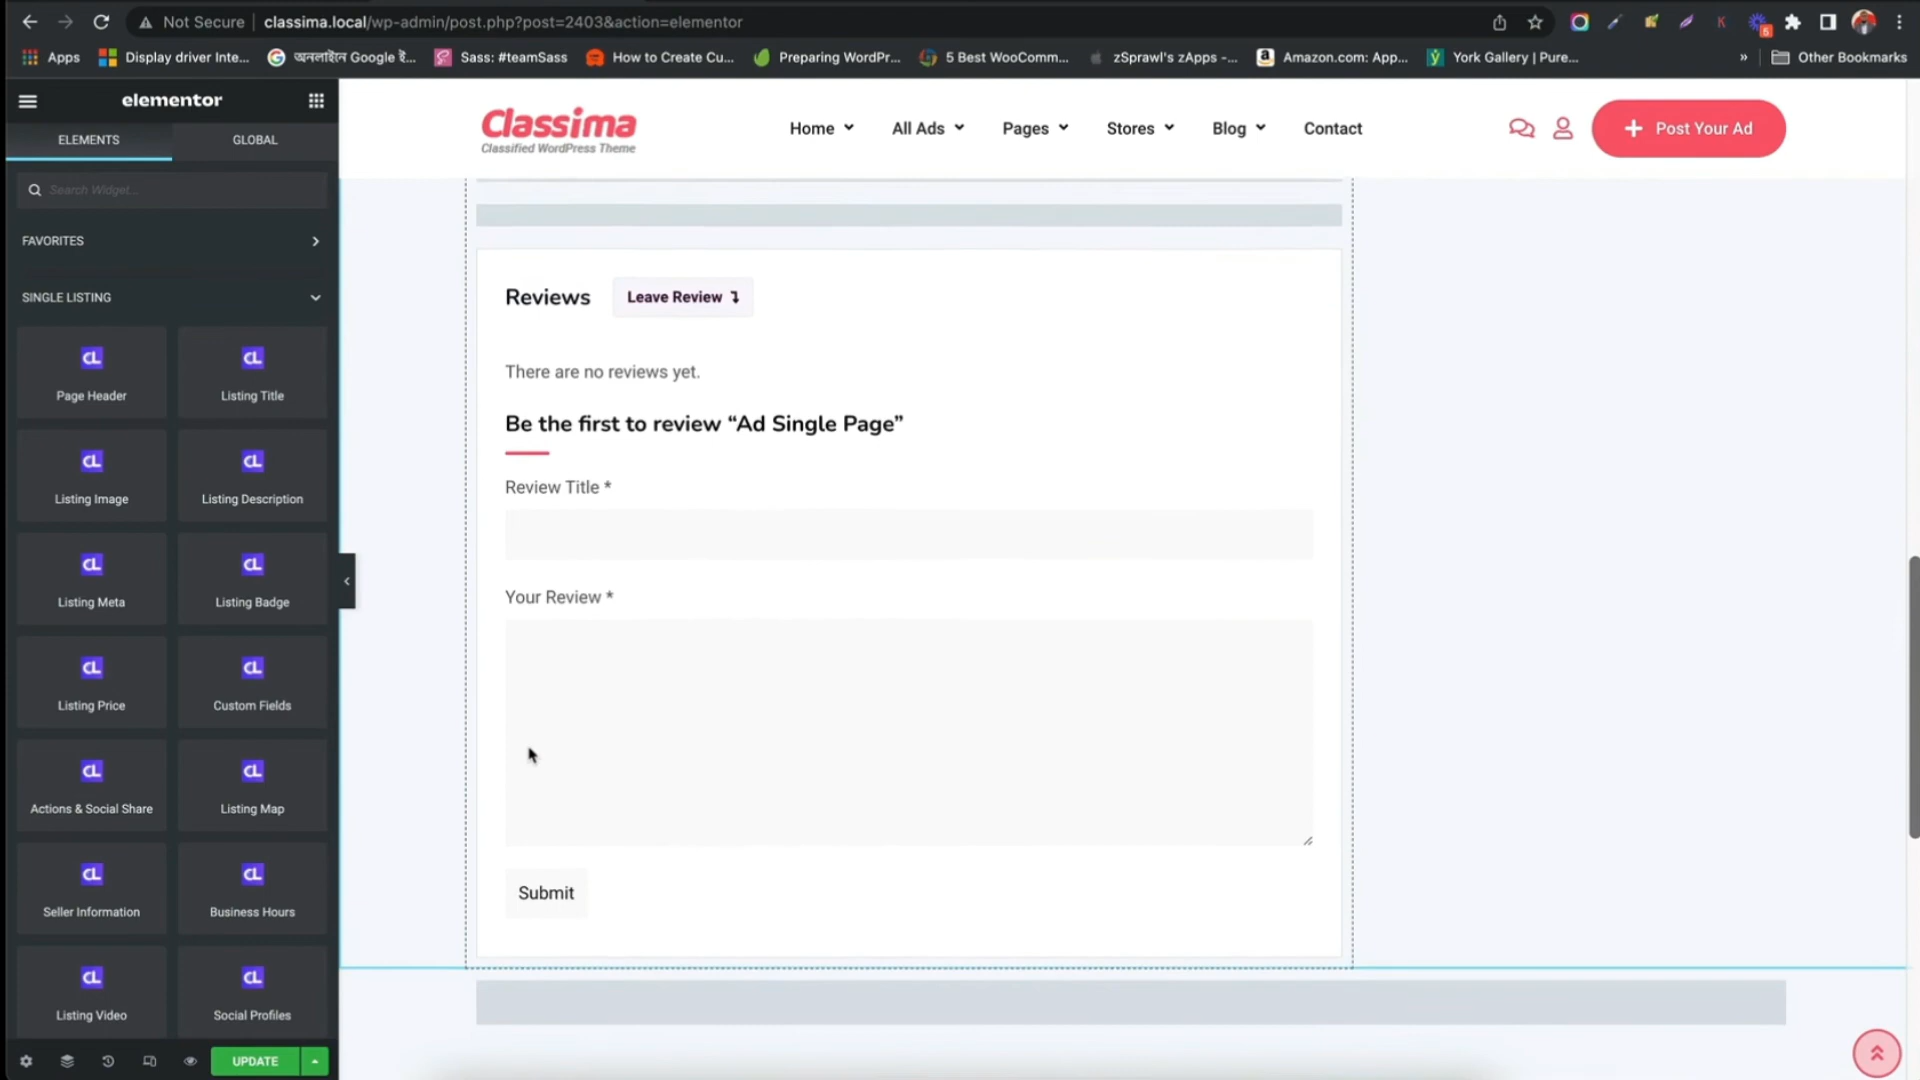 Not Secure classima.local/wp-admin/post.php?post=2403&action=elementor
Apps Display driver Inte... অনলাইনে Google ই... Sass: #teamSass How to Create Cu... Preparing WordPr... 5 Best WooComm... zSprawl's zApps -... Amazon.com: App... York Gallery | Pure... » Other Bookmarks
elementor
ELEMENTS GLOBAL
Search Widget...
FAVORITES
SINGLE LISTING
Page Header Listing Title
Listing Image Listing Description
Listing Meta Listing Badge
Listing Price Custom Fields
Actions & Social Share Listing Map
Seller Information Business Hours
Listing Video Social Profiles
UPDATE
Classima
Classified WordPress Theme
Home All Ads Pages Stores Blog Contact
Post Your Ad
Reviews Leave Review
There are no reviews yet.
Be the first to review “Ad Single Page”
Review Title *
Your Review *
Submit